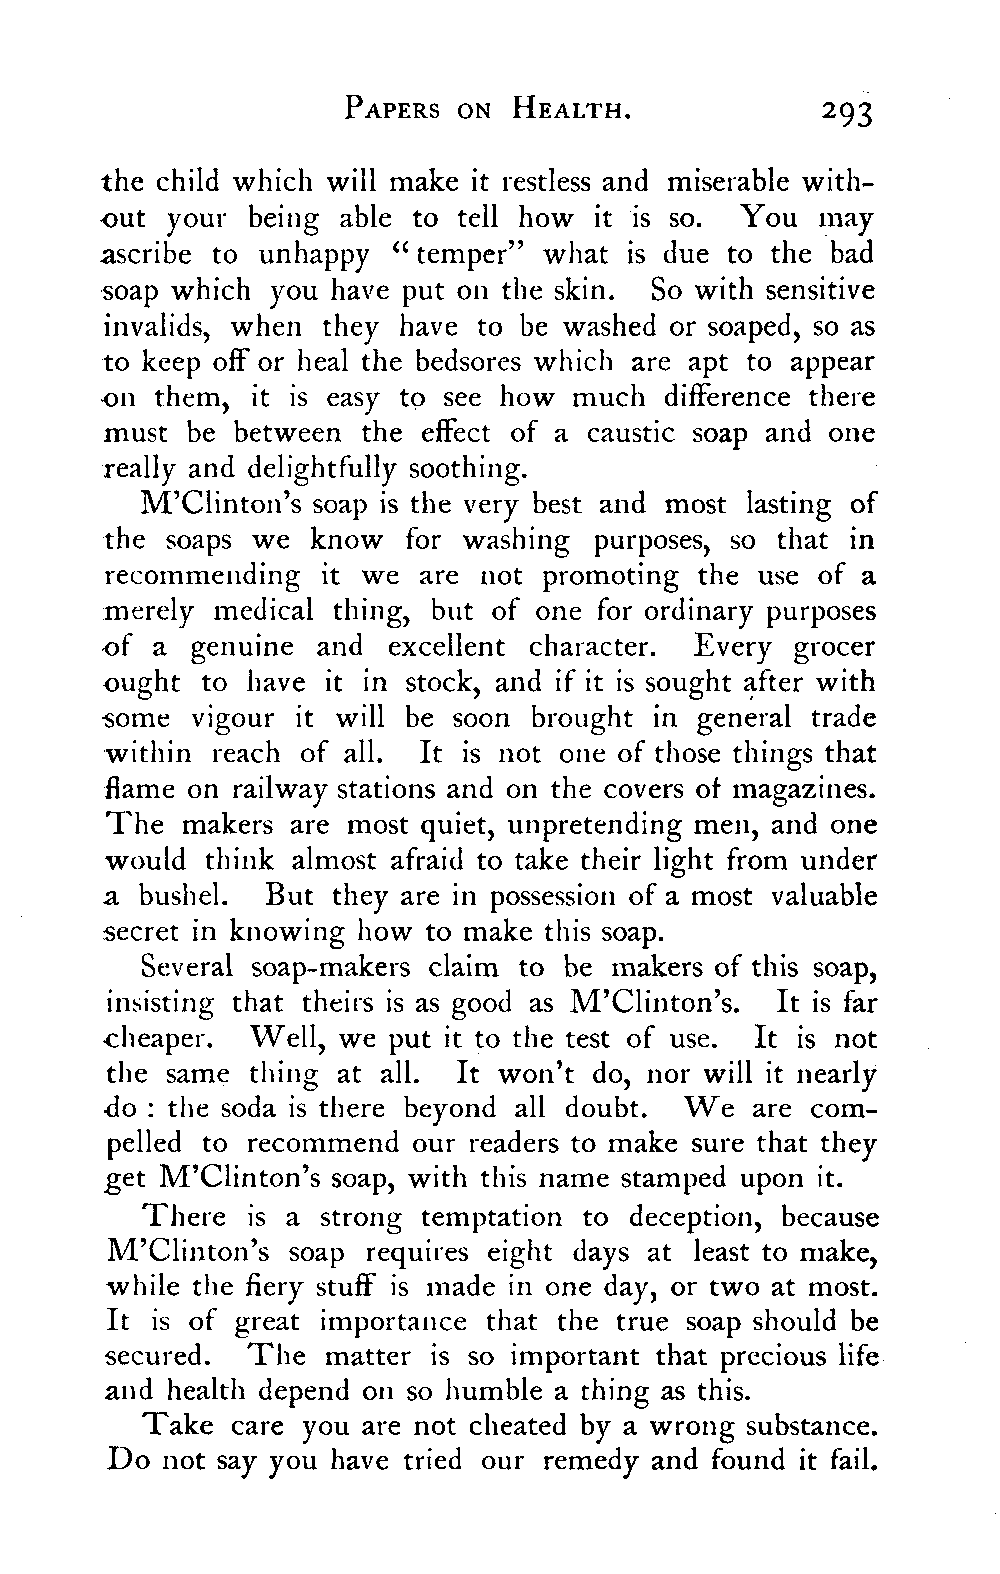 PAPERS ON HEALTH. 293
the child which will make it restless and miserable with-
out your being able to tell how it is so. You may
ascribe to unhappy “ temper” what is due to the bad
soap which you have put on the skin. So with sensitive
invalids, when they have to be washed or soaped, so as
to keep off or heal the bedsores which are apt to appear
on them, it is easy to see how much difference there
must be between the effect of a caustic soap and one
really and delightfully soothing.
M’Clinton’s soap is the very best and most lasting of
the soaps we know for washing purposes, so that in
recommending it we are not promoting the use of a
merely medical thing, but of one for ordinary purposes
of a genuine and excellent character. Every grocer
ought to have it in stock, and if it is sought after with
some vigour it will be soon brought in general trade
within reach of all. It is not one of those things that
flame on railway stations and on the covers of magazines.
The makers are most quiet, unpretending men, and one
would think almost afraid to take their light from under
a bushel. But they are in possession of a most valuable
secret in knowing how to make this soap.
Several soap-makers claim to be makers of this soap,
insisting that theirs is as good as M’Clinton’s. It is far
cheaper. Well, we put it to the test of use. It is not
the same thing at all. It won’t do, nor will it nearly
do : the soda is there beyond all doubt. We are com-
pelled to recommend our readers to make sure that they
get M’Clinton’s soap, with this name stamped upon it.
There is a strong temptation to deception, because
M’Clinton’s soap requires eight days at least to make,
while the fiery stuff is made in one day, or two at most.
It is of great importance that the true soap should be
secured. The matter is so important that precious life
and health depend on so humble a thing as this.
Take care you are not cheated by a wrong substance.
Do not say you have tried our remedy and found it fail.